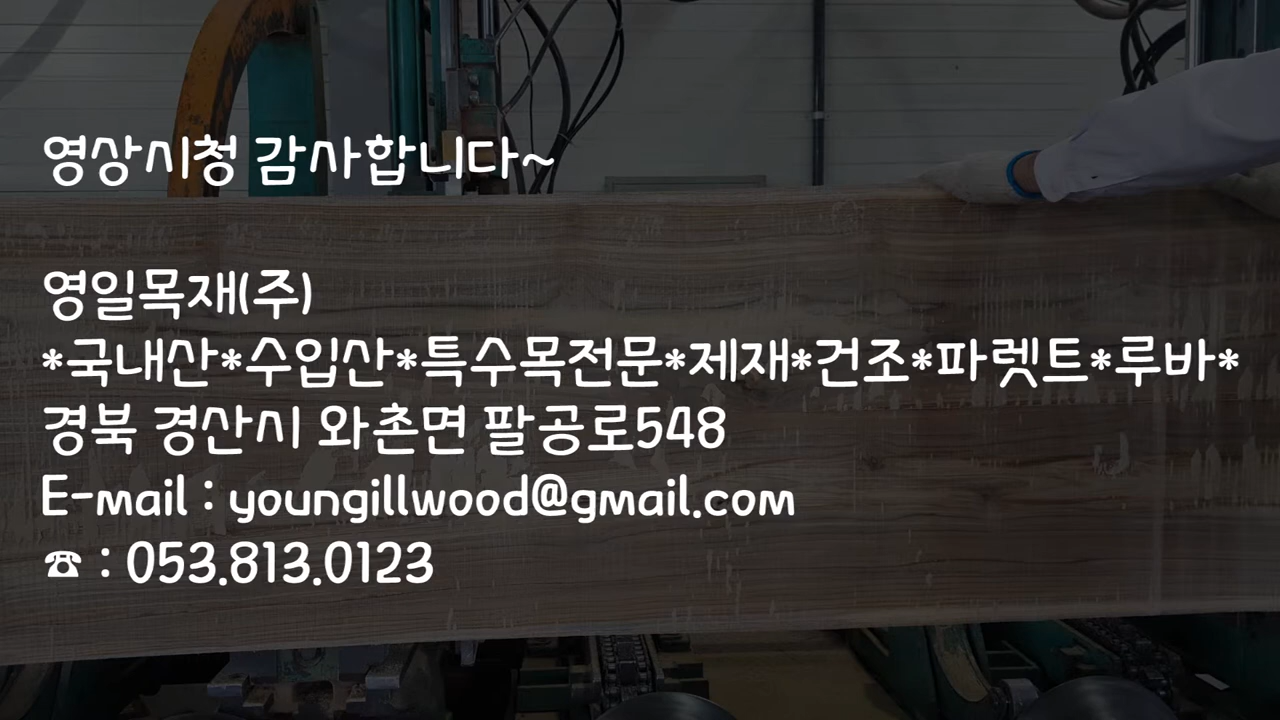 영상시청 감사합니다~
영일목재(주)
*국내산*수입산*특수목전문*제재*건조*파렛트*루바*
경북 경산시 와촌면 팔공로548
E-mail : youngillwood@gmail.com
☎ : 053.813.0123